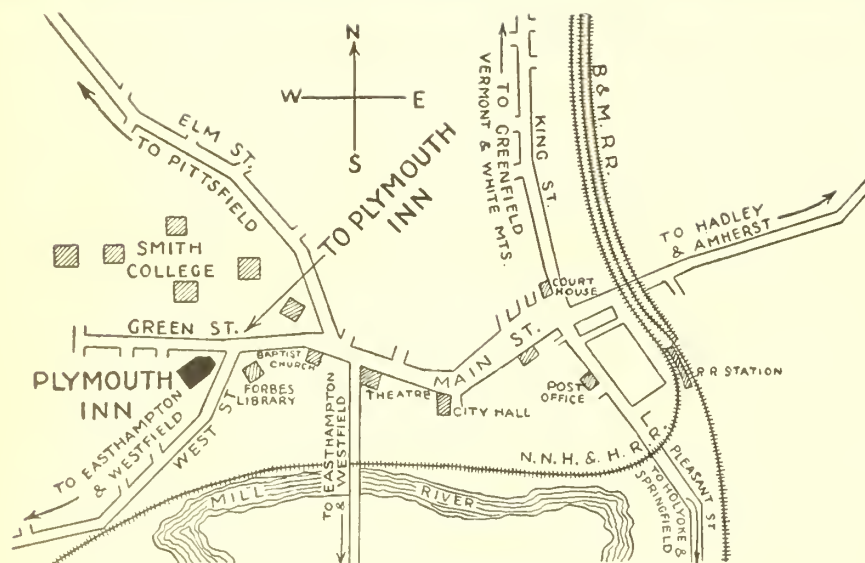 N
W
E
S
ELM ST.
TO PITTSFIELD
TO PLYMOUTH
INN
TO GREENFIELD
VERMONT & WHITE MTS.
KING ST.
B & M. R R.
TO HADLEY
& AMHERST
SMITH
COLLEGE
COURT
HOUSE
GREEN ST.
MAIN ST.
BAPTIST
CHURCH
PLYMOUTH
INN
FORBES
LIBRARY
THEATRE
CITY HALL
POST
OFFICE
R R STATION
TO EASTHAMPTON
& WESTFIELD
WEST ST.
TO EASTHAMPTON
& WESTFIELD
N. N. H. & H. R. R.
PLEASANT ST
TO HOLYOKE &
SPRINGFIELD
MILL RIVER